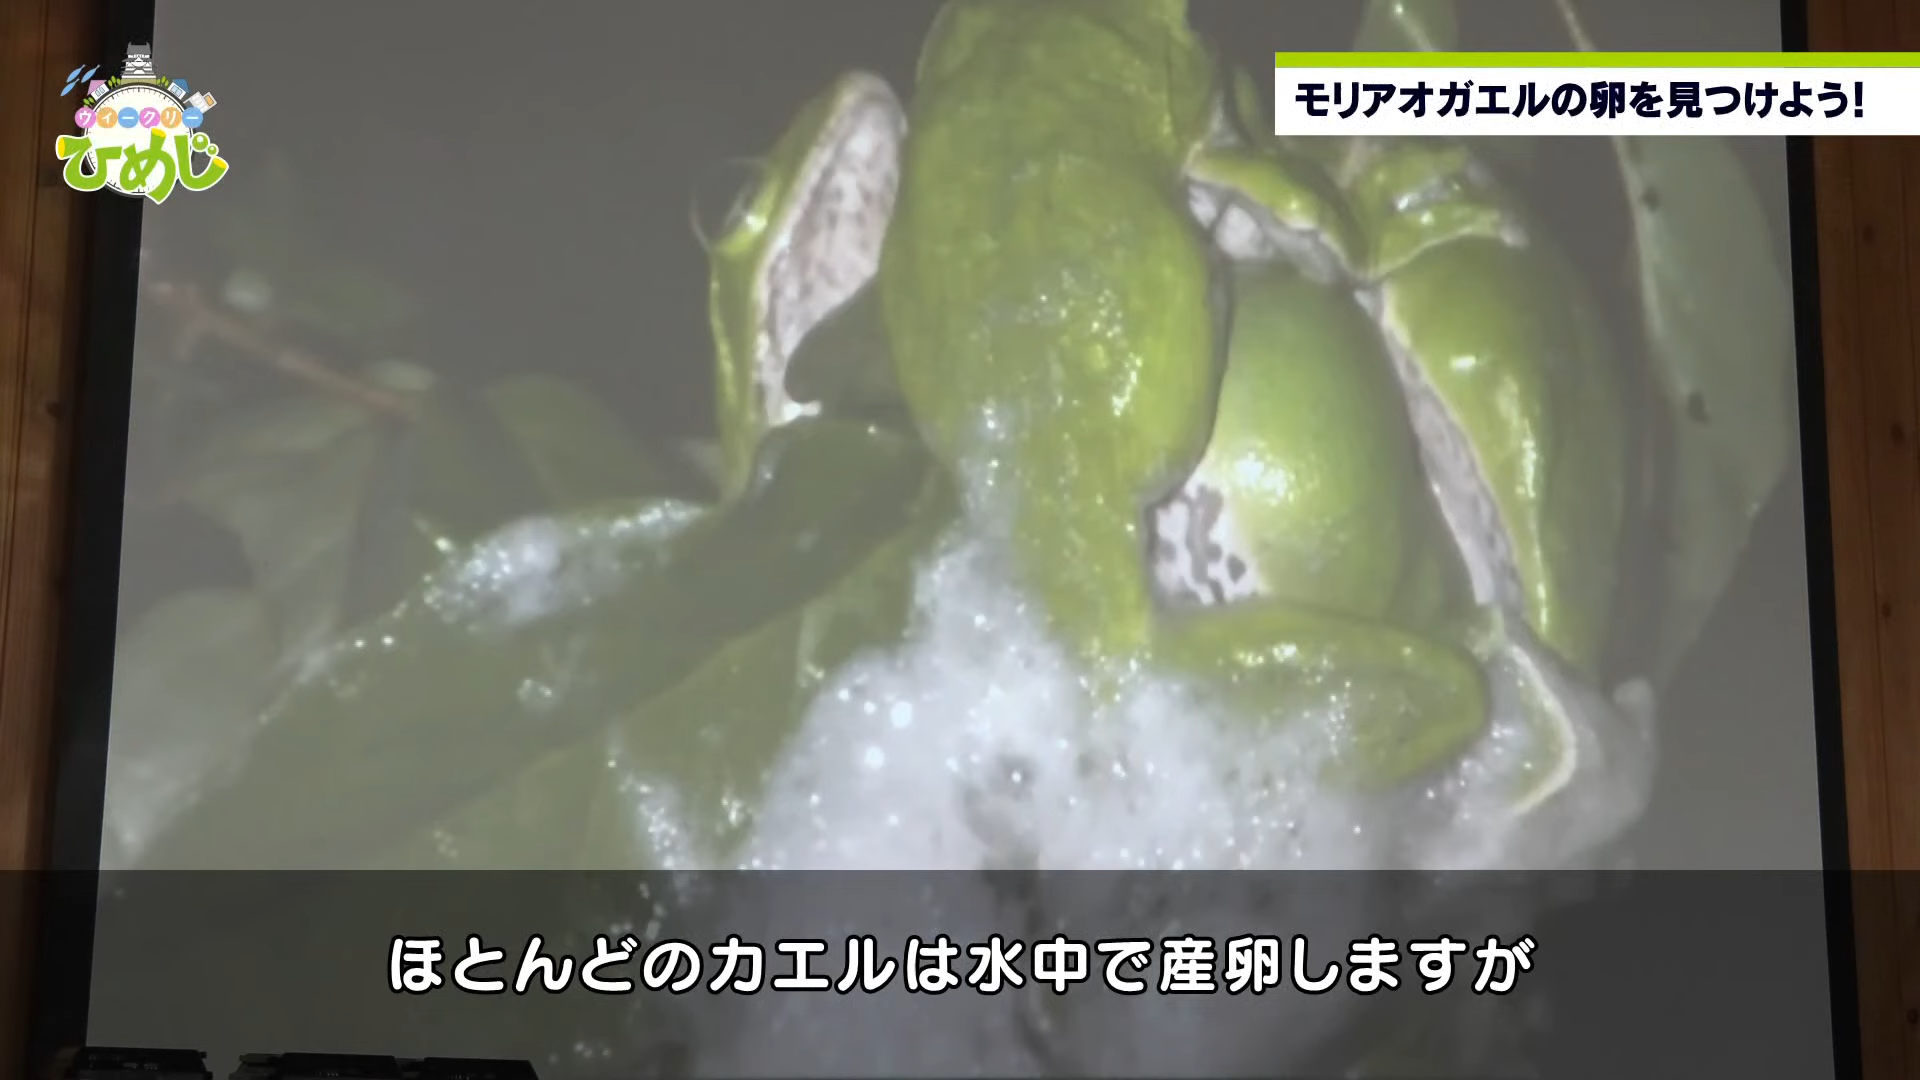 ウイークリー
ひめじ
モリアオガエルの卵を見つけよう!
ほとんどのカエルは水中で産卵しますが